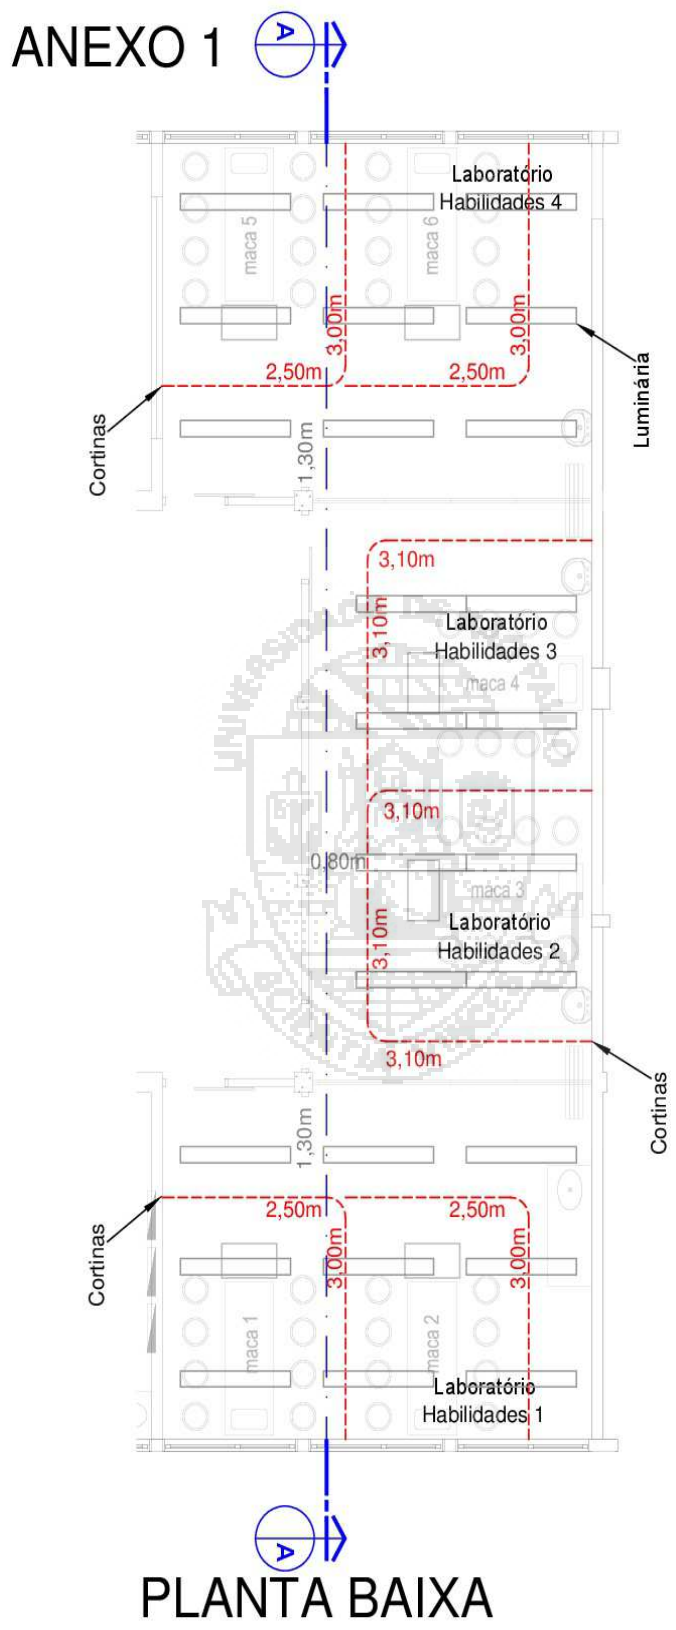 ANEXO 1
A
Laboratório
Habilidades 4
maca 5
maca 6
3,00m
3,00m
2,50m
2,50m
Luminária
Cortinas
1,30m
3,10m
3,10m
Laboratório
Habilidades 3
maca 4
3,10m
0,80m
maca 3
3,10m
Laboratório
Habilidades 2
3,10m
Cortinas
1,30m
2,50m
2,50m
Cortinas
3,00m
3,00m
maca 1
maca 2
Laboratório
Habilidades 1
A
PLANTA BAIXA